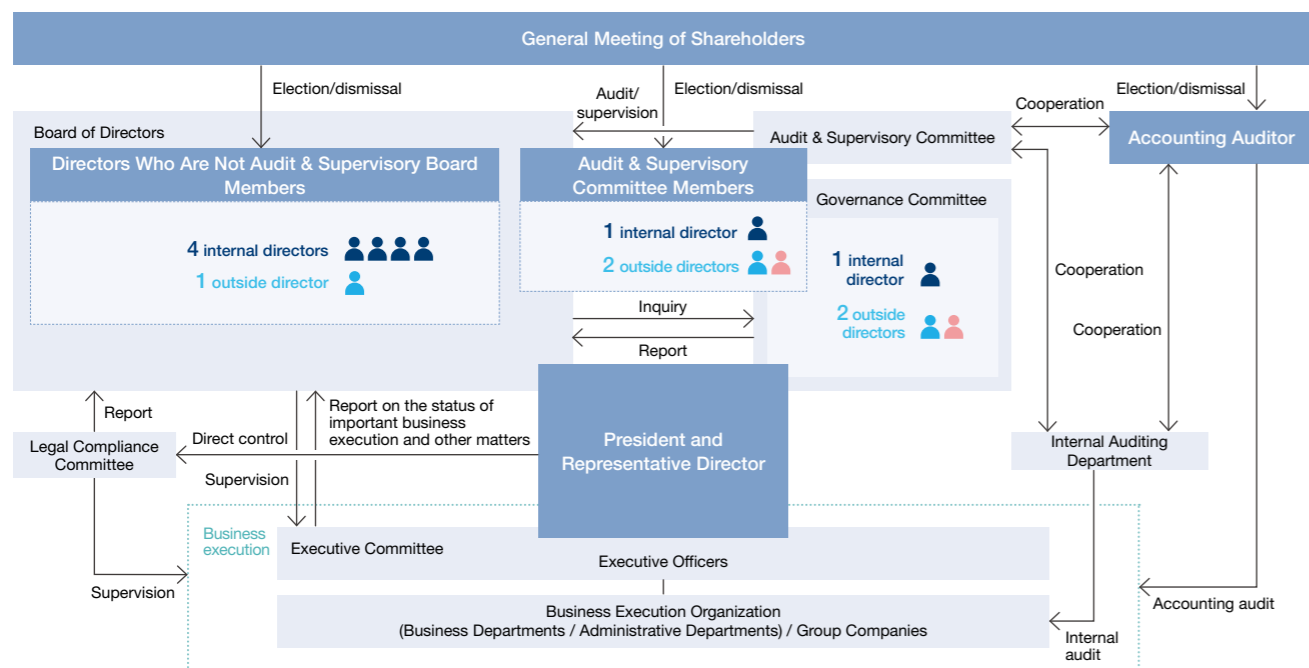 General Meeting of Shareholders
Election/dismissal
Audit/
supervision
Election/dismissal
Cooperation
Election/dismissal
Board of Directors
Directors Who Are Not Audit & Supervisory Board
Members
4 internal directors
1 outside director
Audit & Supervisory
Committee Members
1 internal director
2 outside directors
Audit & Supervisory Committee
Accounting Auditor
Governance Committee
1 internal
director
2 outside
directors
Cooperation
Cooperation
Inquiry
Report
Report
Legal Compliance
Committee
Direct control
Report on the status of
important business
execution and other matters
Supervision
President and
Representative Director
Internal Auditing
Department
Business
execution
Executive Committee
Executive Officers
Supervision
Business Execution Organization
(Business Departments / Administrative Departments) / Group Companies
Accounting audit
Internal
audit